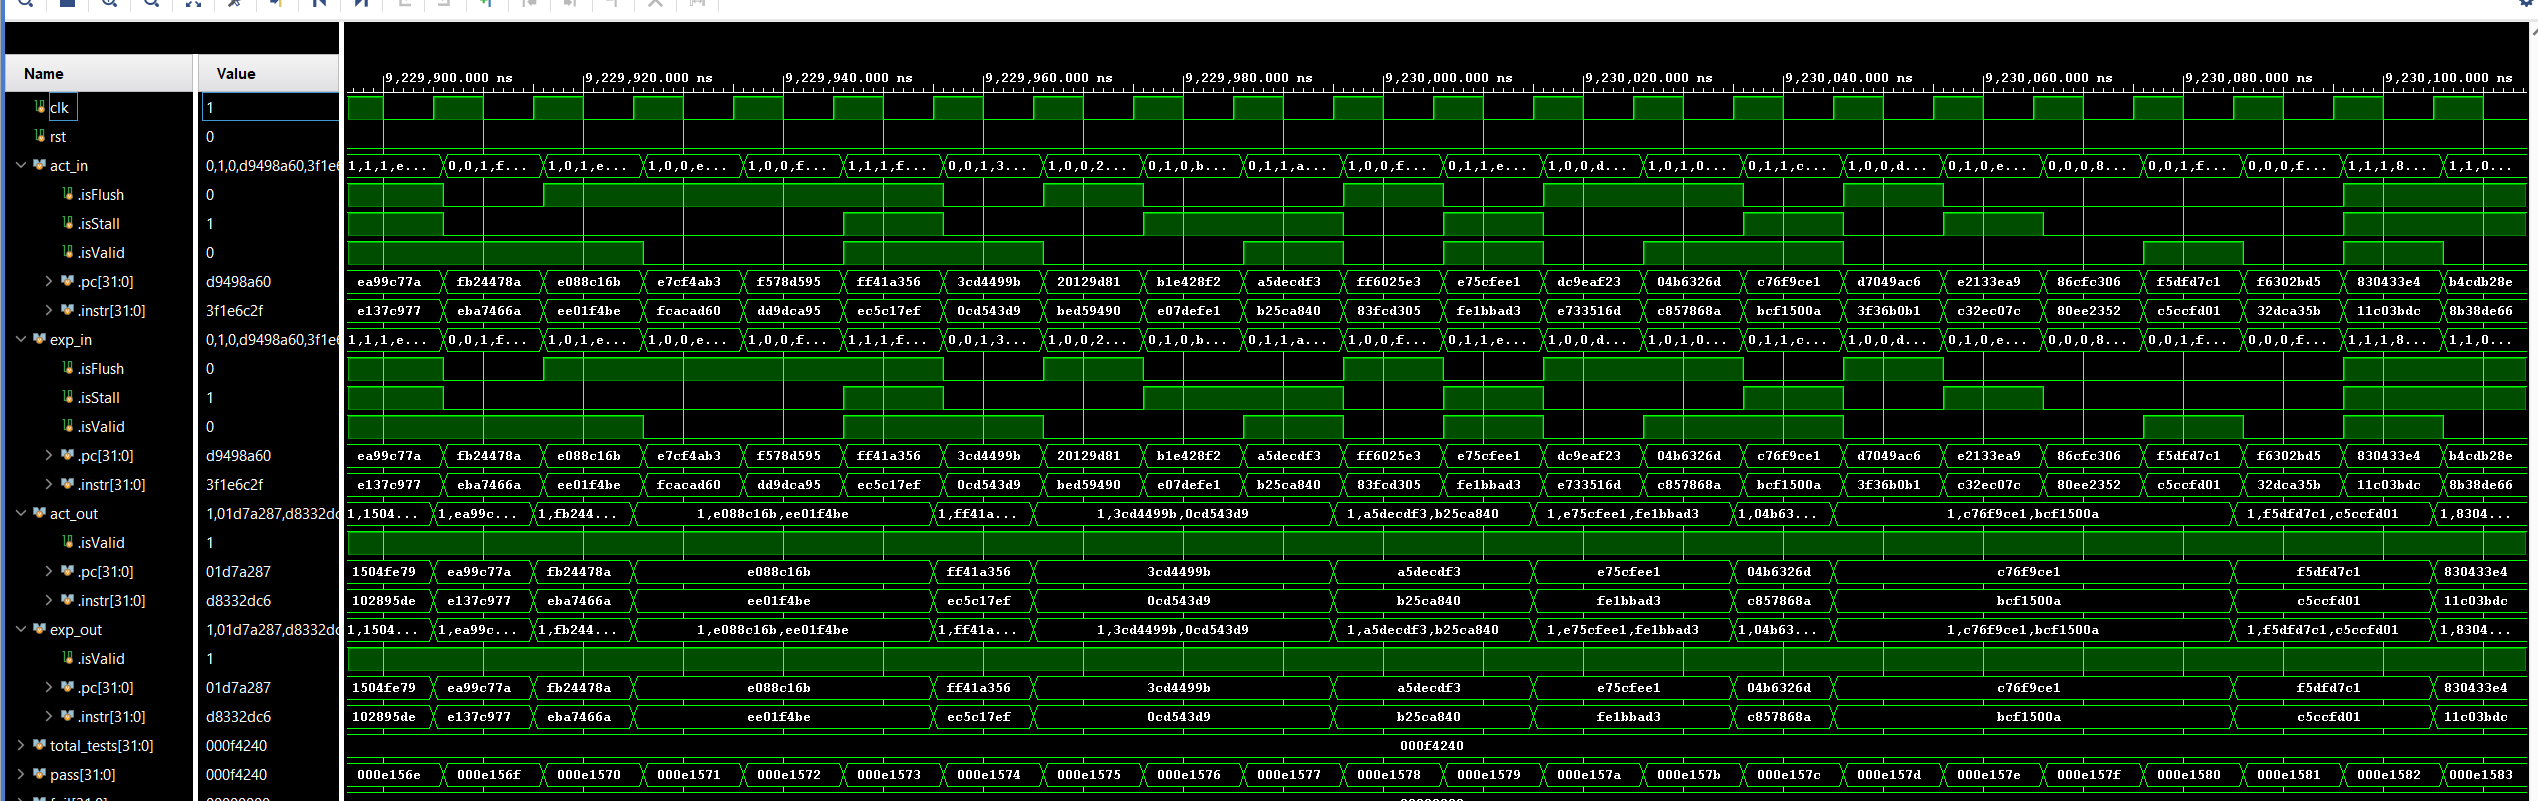 Name Value 9,229,900.000 ns 9,229,920.000 ns 9,229,940.000 ns 9,229,960.000 ns 9,229,980.000 ns 9,230,000.000 ns 9,230,020.000 ns 9,230,040.000 ns 9,230,060.000 ns 9,230,080.000 ns 9,230,100.000 ns
clk 1
rst 0
act_in 0,1,0,d9498a60,3f1e6 1,1,1,e... 0,0,1,f... 1,0,1,e... 1,0,0,e... 1,0,0,f... 1,1,1,f... 0,0,1,3... 1,0,0,2... 0,1,0,b... 0,1,1,a... 1,0,0,f... 0,1,1,e... 1,0,0,d... 1,0,1,0... 0,1,1,c... 1,0,0,d... 0,1,0,e... 0,0,0,8... 0,0,1,f... 0,0,0,f... 1,1,1,8... 1,1,0...
.isFlush 0
.isStall 1
.isValid 0
.pc[31:0] d9498a60 ea99c77a fb24478a e088c16b e7cf4ab3 f578d595 ff41a356 3cd4499b 20129d81 b1e428f2 a5decdf3 ff6025e3 e75cfee1 dc9eaf23 04b6326d c76f9ce1 d7049ac6 e2133ea9 86cfc306 f5dfd7c1 f6302bd5 830433e4 b4cdb28e
.instr[31:0] 3f1e6c2f e137c977 eba7466a ee01f4be fcacad60 dd9dca95 ec5c17ef 0cd543d9 bed59490 e07defe1 b25ca840 83fcd305 fe1bbad3 e733516d c857868a bcf1500a 3f36b0b1 c32ec07c 80ee2352 c5ccfd01 32dca35b 11c03bdc 8b38de66
exp_in 0,1,0,d9498a60,3f1e6 1,1,1,e... 0,0,1,f... 1,0,1,e... 1,0,0,e... 1,0,0,f... 1,1,1,f... 0,0,1,3... 1,0,0,2... 0,1,0,b... 0,1,1,a... 1,0,0,f... 0,1,1,e... 1,0,0,d... 1,0,1,0... 0,1,1,c... 1,0,0,d... 0,1,0,e... 0,0,0,8... 0,0,1,f... 0,0,0,f... 1,1,1,8... 1,1,0...
.isFlush 0
.isStall 1
.isValid 0
.pc[31:0] d9498a60 ea99c77a fb24478a e088c16b e7cf4ab3 f578d595 ff41a356 3cd4499b 20129d81 b1e428f2 a5decdf3 ff6025e3 e75cfee1 dc9eaf23 04b6326d c76f9ce1 d7049ac6 e2133ea9 86cfc306 f5dfd7c1 f6302bd5 830433e4 b4cdb28e
.instr[31:0] 3f1e6c2f e137c977 eba7466a ee01f4be fcacad60 dd9dca95 ec5c17ef 0cd543d9 bed59490 e07defe1 b25ca840 83fcd305 fe1bbad3 e733516d c857868a bcf1500a 3f36b0b1 c32ec07c 80ee2352 c5ccfd01 32dca35b 11c03bdc 8b38de66
act_out 1,01d7a287,d8332dc 1,1504... 1,ea99c... 1,fb244... 1,e088c16b,ee01f4be 1,ff41a... 1,3cd4499b,0cd543d9 1,a5decdf3,b25ca840 1,e75cfee1,fe1bbad3 1,04b63... 1,c76f9ce1,bcf1500a 1,f5dfd7c1,c5ccfd01 1,8304...
.isValid 1
.pc[31:0] 01d7a287 1504fe79 ea99c77a fb24478a e088c16b ff41a356 3cd4499b a5decdf3 e75cfee1 04b6326d c76f9ce1 f5dfd7c1 830433e4
.instr[31:0] d8332dc6 102895de e137c977 eba7466a ee01f4be ec5c17ef 0cd543d9 b25ca840 fe1bbad3 c857868a bcf1500a c5ccfd01 11c03bdc
exp_out 1,01d7a287,d8332dc 1,1504... 1,ea99c... 1,fb244... 1,e088c16b,ee01f4be 1,ff41a... 1,3cd4499b,0cd543d9 1,a5decdf3,b25ca840 1,e75cfee1,fe1bbad3 1,04b63... 1,c76f9ce1,bcf1500a 1,f5dfd7c1,c5ccfd01 1,8304...
.isValid 1
.pc[31:0] 01d7a287 1504fe79 ea99c77a fb24478a e088c16b ff41a356 3cd4499b a5decdf3 e75cfee1 04b6326d c76f9ce1 f5dfd7c1 830433e4
.instr[31:0] d8332dc6 102895de e137c977 eba7466a ee01f4be ec5c17ef 0cd543d9 b25ca840 fe1bbad3 c857868a bcf1500a c5ccfd01 11c03bdc
total_tests[31:0] 000f4240 000f4240
pass[31:0] 000f4240 000e156e 000e156f 000e1570 000e1571 000e1572 000e1573 000e1574 000e1575 000e1576 000e1577 000e1578 000e1579 000e157a 000e157b 000e157c 000e157d 000e157e 000e157f 000e1580 000e1581 000e1582 000e1583